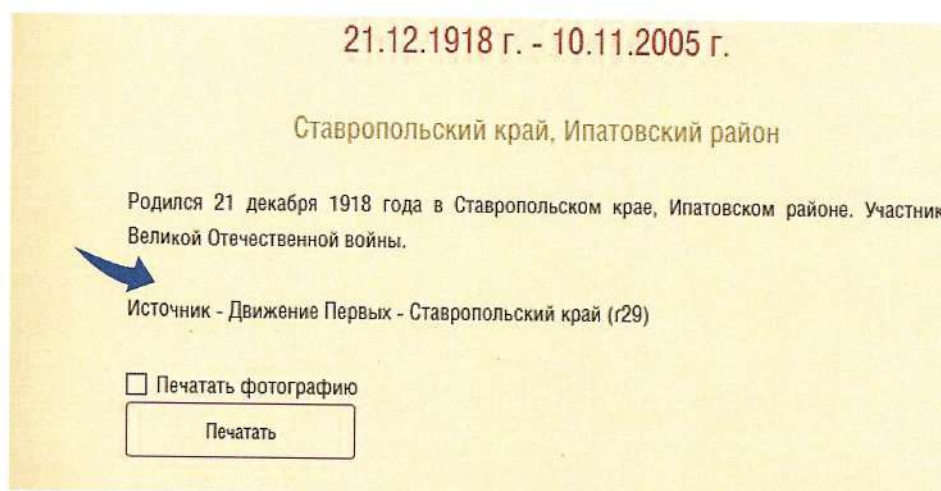 21.12.1918 г. - 10.11.2005 г.
Ставропольский край, Ипатовский район
Родился 21 декабря 1918 года в Ставропольском крае, Ипатовском районе. Участник
Великой Отечественной войны.
Источник - Движение Первых - Ставропольский край (г29)
Печатать фотографию
Печатать